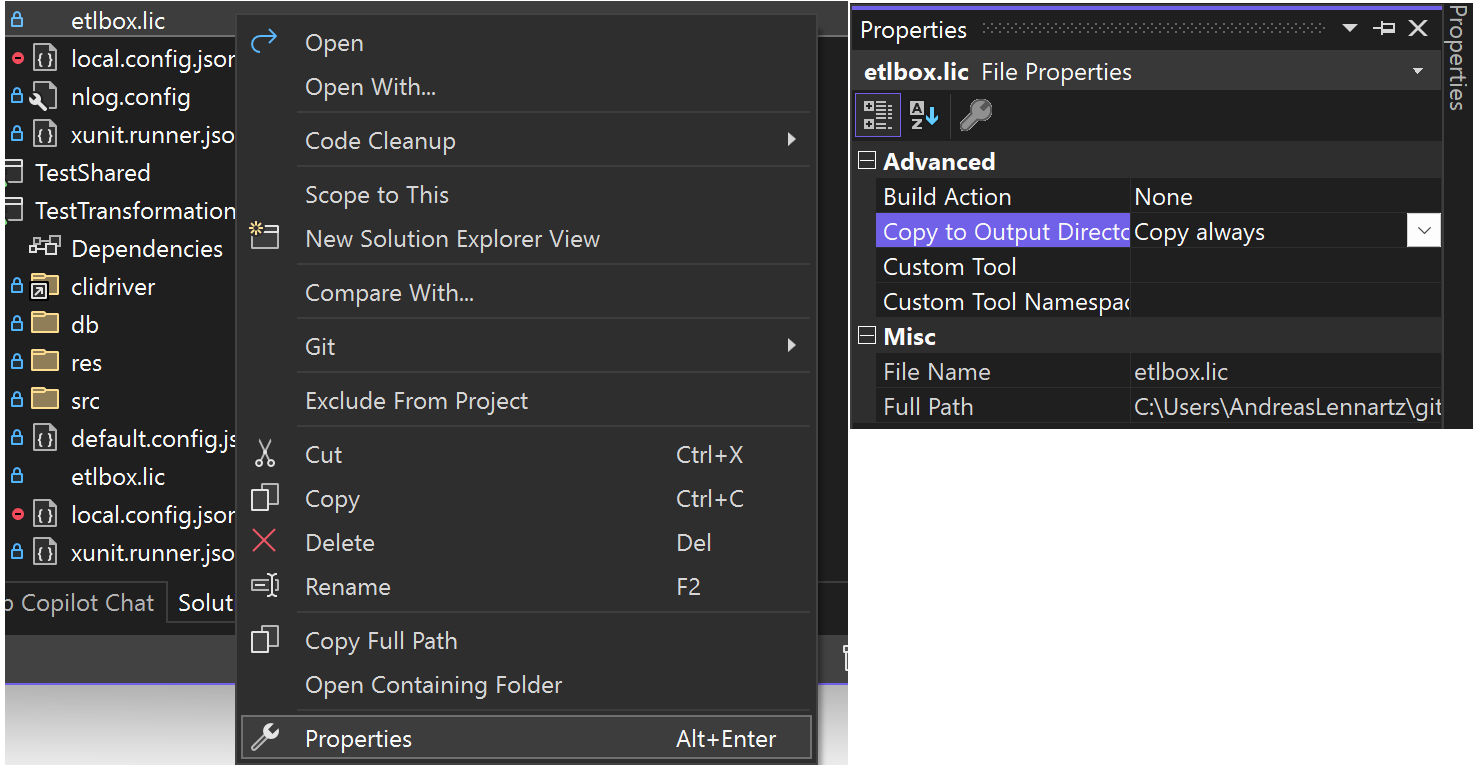 etlbox.lic
local.config.jsor
nlog.config
xunit.runner.jso
TestShared
TestTransformation
Dependencies
clidriver
db
res
src
default.config.js
etlbox.lic
local.config.jsor
xunit.runner.jso
Copilot Chat
Solut
Open
Open With...
Code Cleanup
Scope to This
New Solution Explorer View
Compare With...
Git
Exclude From Project
Cut Ctrl+X
Copy Ctrl+C
Delete Del
Rename F2
Copy Full Path
Open Containing Folder
Properties Alt+Enter
Properties
etlbox.lic File Properties
Advanced
Build Action None
Copy to Output Directo Copy always
Custom Tool
Custom Tool Namespac
Misc
File Name etlbox.lic
Full Path C:\Users\AndreasLennartz\git
Properties